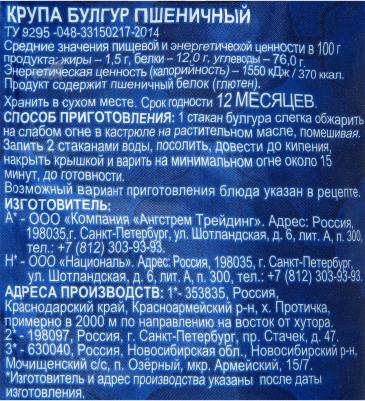 КРУПА БУЛГУР ПШЕНИЧНЫЙ
ТУ 9295 -048-33150217-2014
Средние значения пищевой и энергетической ценности в 100 г
продукта: жиры – 1,5 г, белки – 12,0 г, углеводы – 76,0 г.
Энергетическая ценность (калорийность) – 1550 кДж / 370 ккал.
Продукт содержит пшеничный белок (глютен).
Хранить в сухом месте. Срок годности 12 МЕСЯЦЕВ.
СПОСОБ ПРИГОТОВЛЕНИЯ: 1 стакан булгура слегка обжарить
на слабом огне в кастрюле на растительном масле, помешивая.
Залить 2 стаканами воды, посолить, довести до кипения,
накрыть крышкой и варить на минимальном огне около 15
минут, до готовности.
Возможный вариант приготовления блюда указан в рецепте.
ИЗГОТОВИТЕЛЬ:
А* - ООО «Компания «Ангстрем Трейдинг». Адрес: Россия,
198035,г. Санкт-Петербург, ул. Шотландская, д. 6, лит. А, п. 300,
тел.: +7 (812) 303-93-93.
Н* - ООО «Националь». Адрес: Россия, 198035, г. Санкт-Петербург,
ул. Шотландская, д. 6, лит. А, п. 300, тел.: +7 (812) 303-93-93.
АДРЕСА ПРОИЗВОДСТВ: 1*- 353835, Россия,
Краснодарский край, Красноармейский р-н, х. Протичка,
примерно в 2000 м по направлению на восток от хутора.
2* - 198097, Россия, г. Санкт-Петербург, пр. Стачек, д. 47.
3* - 630040, Россия, Новосибирская обл., Новосибирский р-н,
Мочищенский с/с, п. Озёрный, мкр. Армейский, 15/7.
*Изготовитель и адрес производства указаны после даты
изготовления.